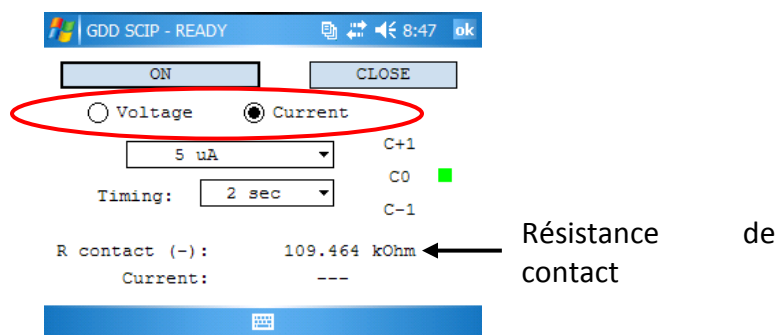 GDD SCIP - READY 8:47 ok
ON CLOSE
Voltage Current
5 uA
C+1
C0
Timing: 2 sec
C-1
R contact (-): 109.464 kOhm
Current: ---
Résistance de
contact